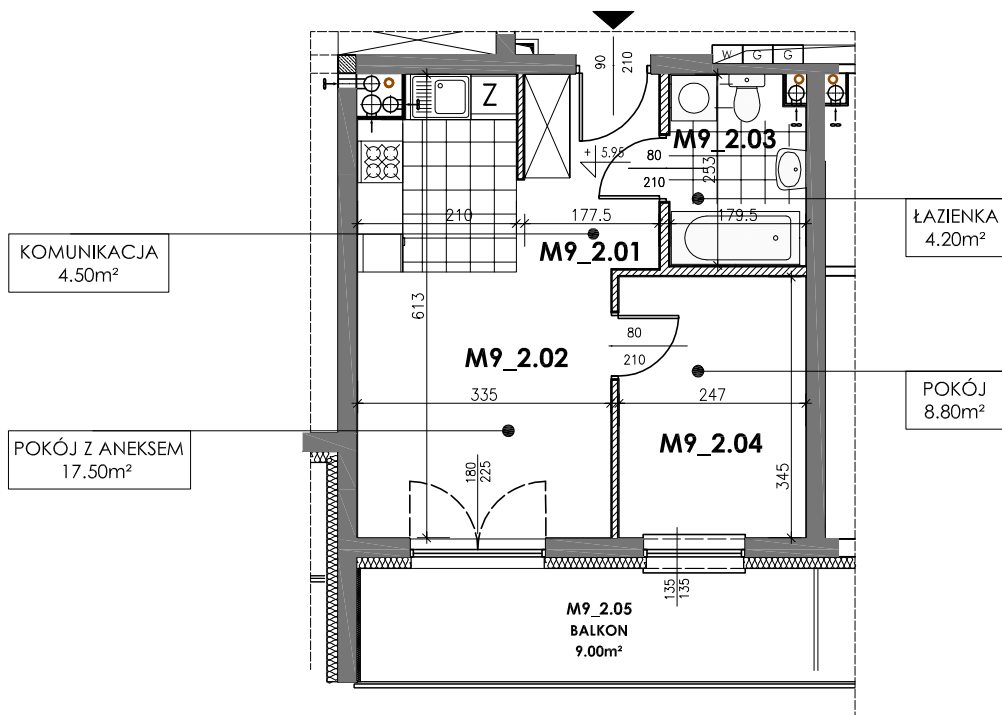 W G G
90
210
Z
M9_2.03
+ 5.95
80
210
253
210
177.5
179.5
ŁAZIENKA
4.20m²
KOMUNIKACJA
4.50m²
M9_2.01
613
80
210
M9_2.02
335
247
POKÓJ
8.80m²
M9_2.04
POKÓJ Z ANEKSEM
17.50m²
180
225
345
135
135
M9_2.05
BALKON
9.00m²